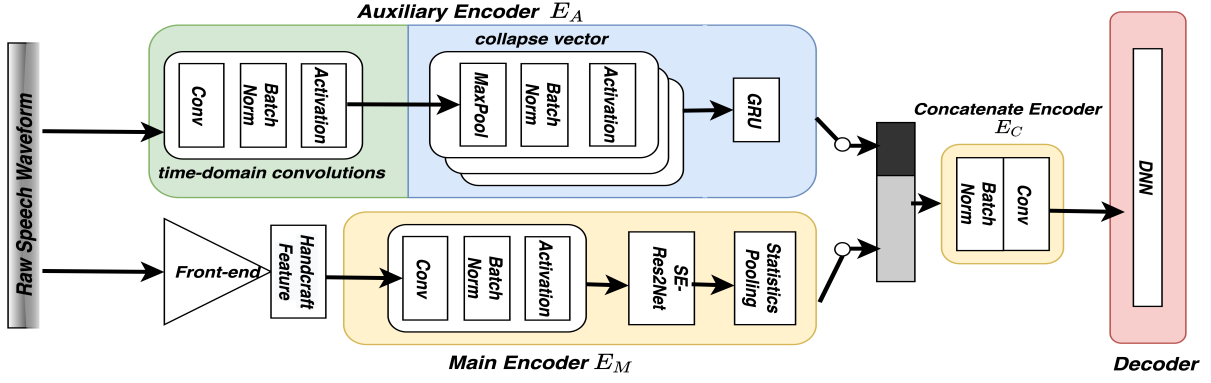 Auxiliary Encoder E_A
collapse vector
Raw Speech Waveform
Conv
Batch
Norm
Activation
MaxPool
Batch
Norm
Activation
GRU
time-domain convolutions
Concatenate Encoder
E_C
Batch
Norm
Conv
DNN
Front-end
Handcraft
Feature
Conv
Batch
Norm
Activation
SE-
Res2Net
Statistics
Pooling
Main Encoder E_M
Decoder